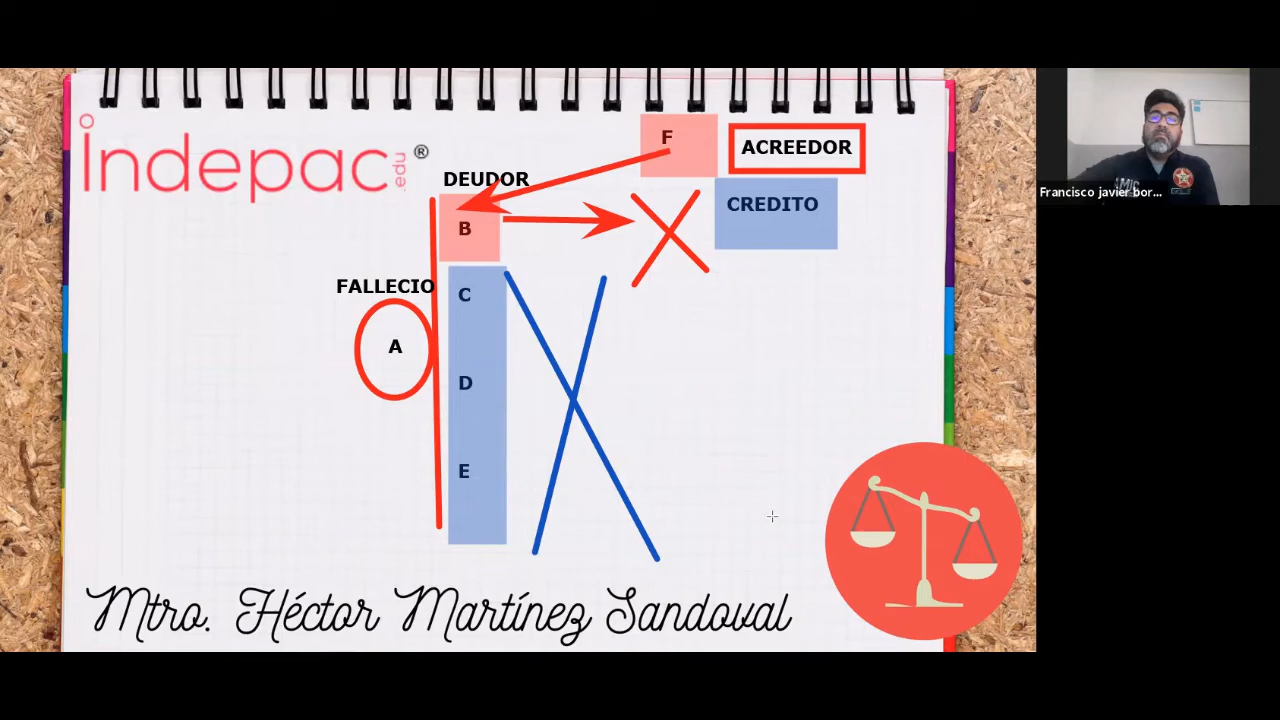 Indepac
.edu
®
F
ACREEDOR
DEUDOR
CREDITO
B
FALLECIO
C
A
D
E
Mtro. Héctor Martínez Sandoval
Francisco javier bor...